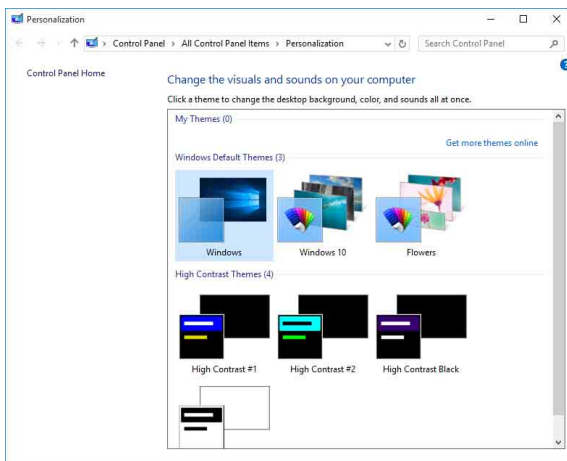 Personalization
Control Panel > All Control Panel Items > Personalization
Search Control Panel
Control Panel Home
Change the visuals and sounds on your computer
Click a theme to change the desktop background, color, and sounds all at once.
My Themes (0)
Get more themes online
Windows Default Themes (3)
Windows Windows 10 Flowers
High Contrast Themes (4)
High Contrast #1 High Contrast #2 High Contrast Black